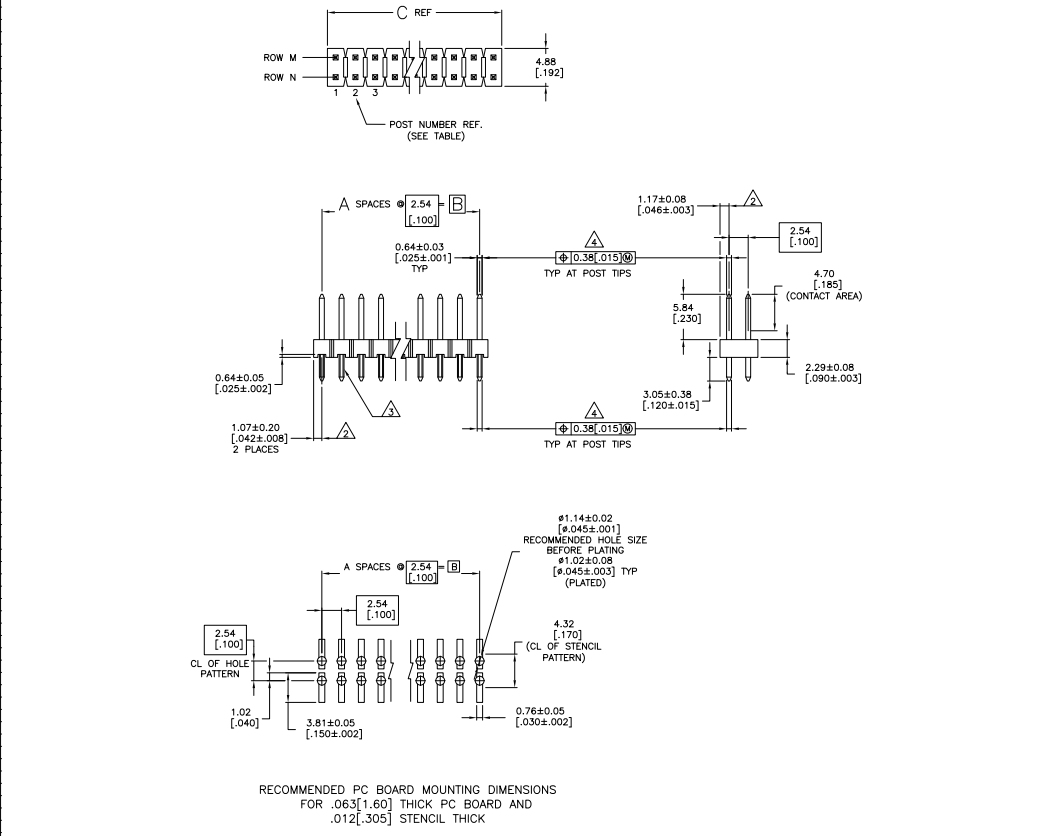 C REF
ROW M
ROW N
4.88
[.192]
1 2 3
POST NUMBER REF.
(SEE TABLE)
A SPACES @ 2.54 = B
[.100]
0.64±0.03
[.025±.001]
TYP
4
0.38[.015]Ⓜ
TYP AT POST TIPS
1.17±0.08
[.046±.003]
2
2.54
[.100]
4.70
[.185]
(CONTACT AREA)
5.84
[.230]
2.29±0.08
[.090±.003]
3.05±0.38
[.120±.015]
0.64±0.05
[.025±.002]
3
1.07±0.20
[.042±.008]
2 PLACES
2
4
0.38[.015]Ⓜ
TYP AT POST TIPS
ø1.14±0.02
[ø.045±.001]
RECOMMENDED HOLE SIZE
BEFORE PLATING
ø1.02±0.08
[ø.045±.003] TYP
(PLATED)
A SPACES @ 2.54 = B
[.100]
2.54
[.100]
2.54
[.100]
CL OF HOLE
PATTERN
4.32
[.170]
(CL OF STENCIL
PATTERN)
1.02
[.040]
3.81±0.05
[.150±.002]
0.76±0.05
[.030±.002]
RECOMMENDED PC BOARD MOUNTING DIMENSIONS
FOR .063[1.60] THICK PC BOARD AND
.012[.305] STENCIL THICK